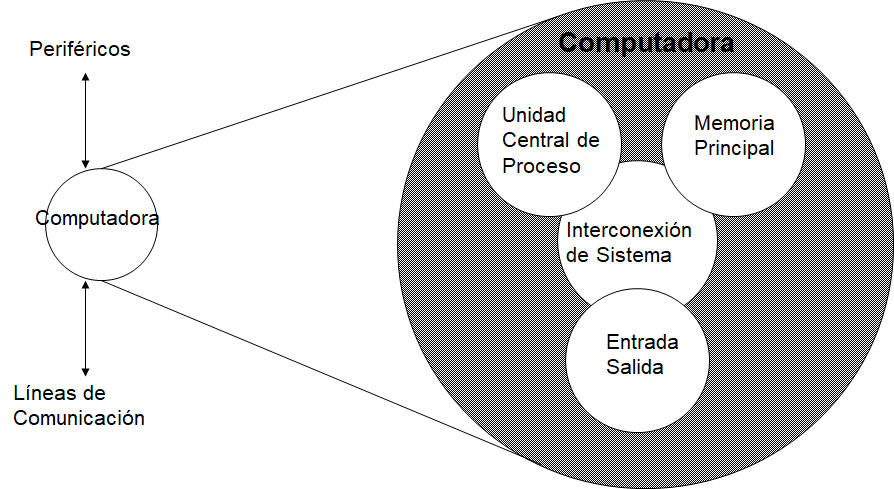 Periféricos
Computadora
Líneas de
Comunicación
Computadora
Unidad
Central de
Proceso
Memoria
Principal
Interconexión
de Sistema
Entrada
Salida